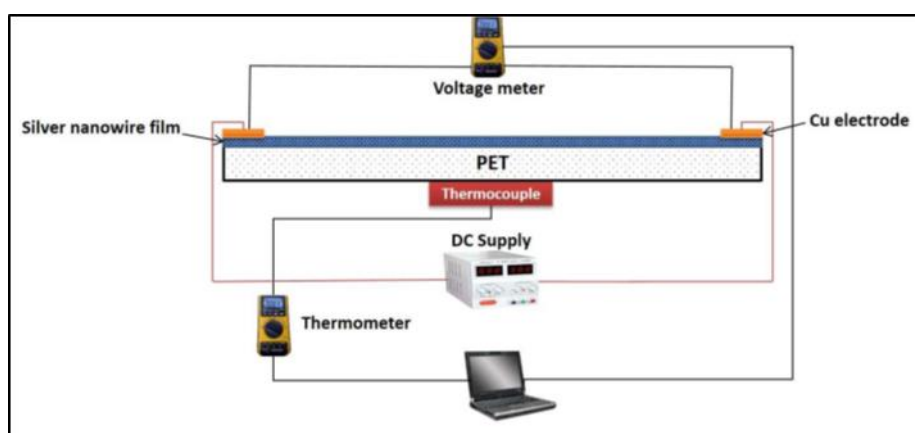 Voltage meter
Silver nanowire film
Cu electrode
PET
Thermocouple
DC Supply
Thermometer